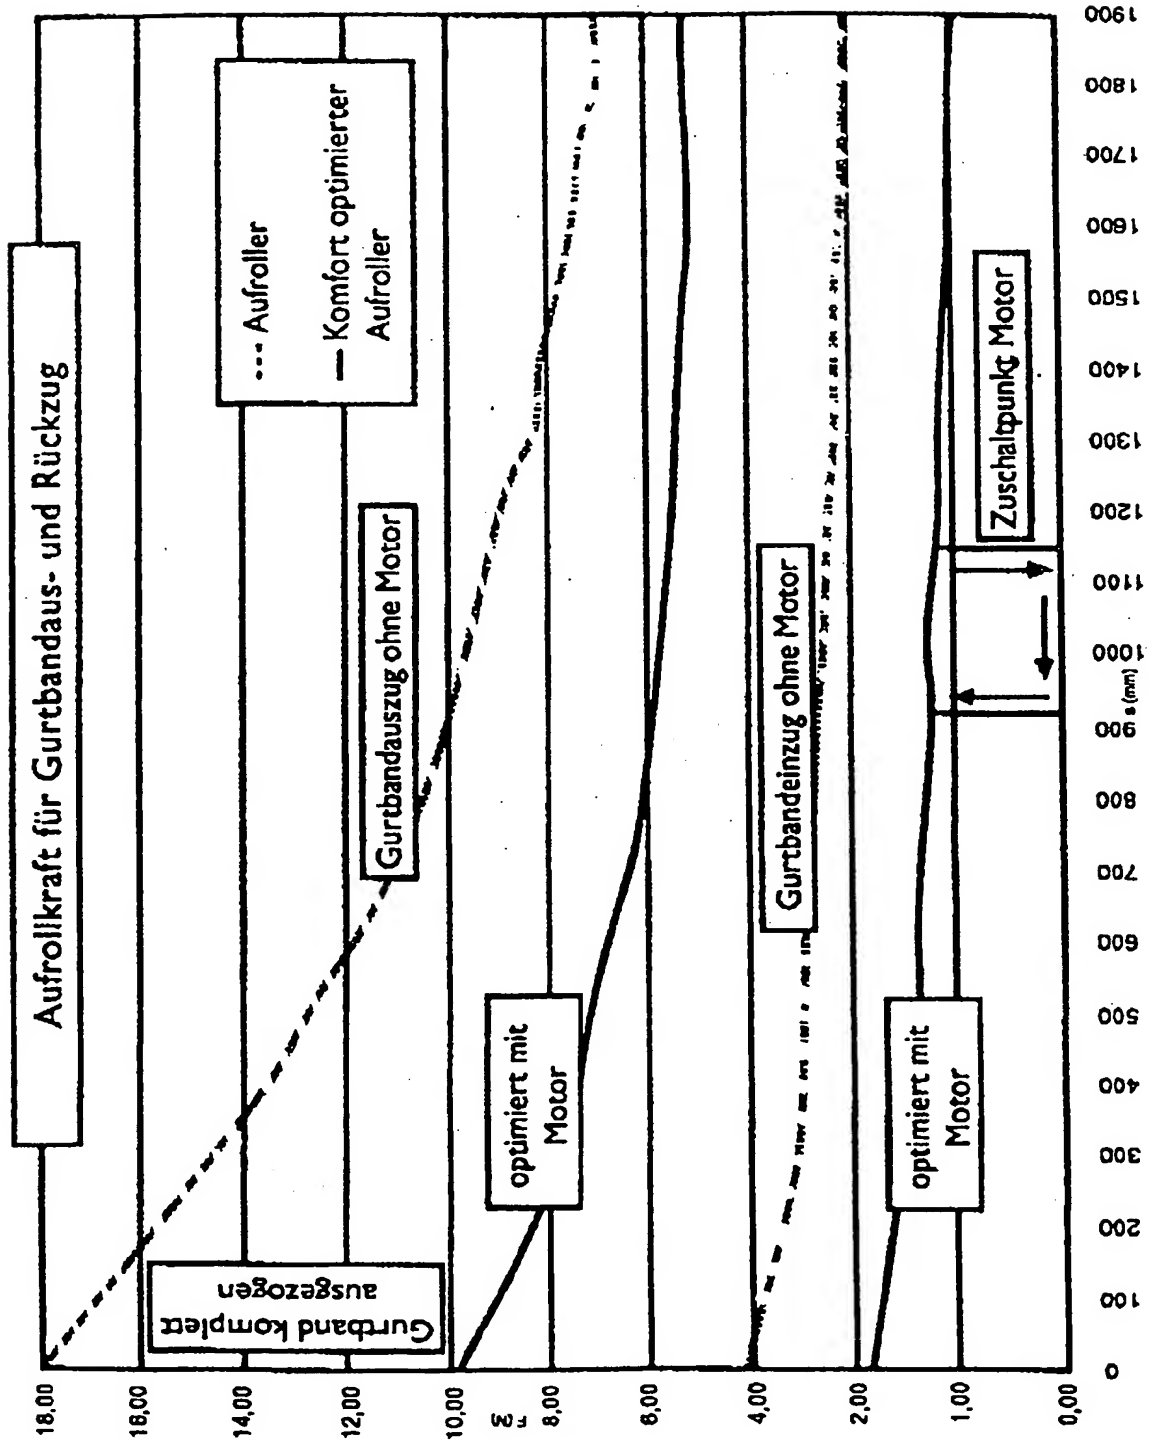 Aufrollkraft für Gurtbandaus- und Rückzug
--- Aufroller
— Komfort optimierter
Aufroller
Gurtband komplett
ausgezogen
Gurtbandauszug ohne Motor
optimiert mit
Motor
Gurtbandeinzug ohne Motor
optimiert mit
Motor
Zuschaltpunkt Motor
18,00
16,00
14,00
12,00
10,00
8,00
6,00
4,00
2,00
1,00
0,00
0
100
200
300
400
500
600
700
800
900
s (mm)
1000
1100
1200
1300
1400
1500
1600
1700
1800
1900